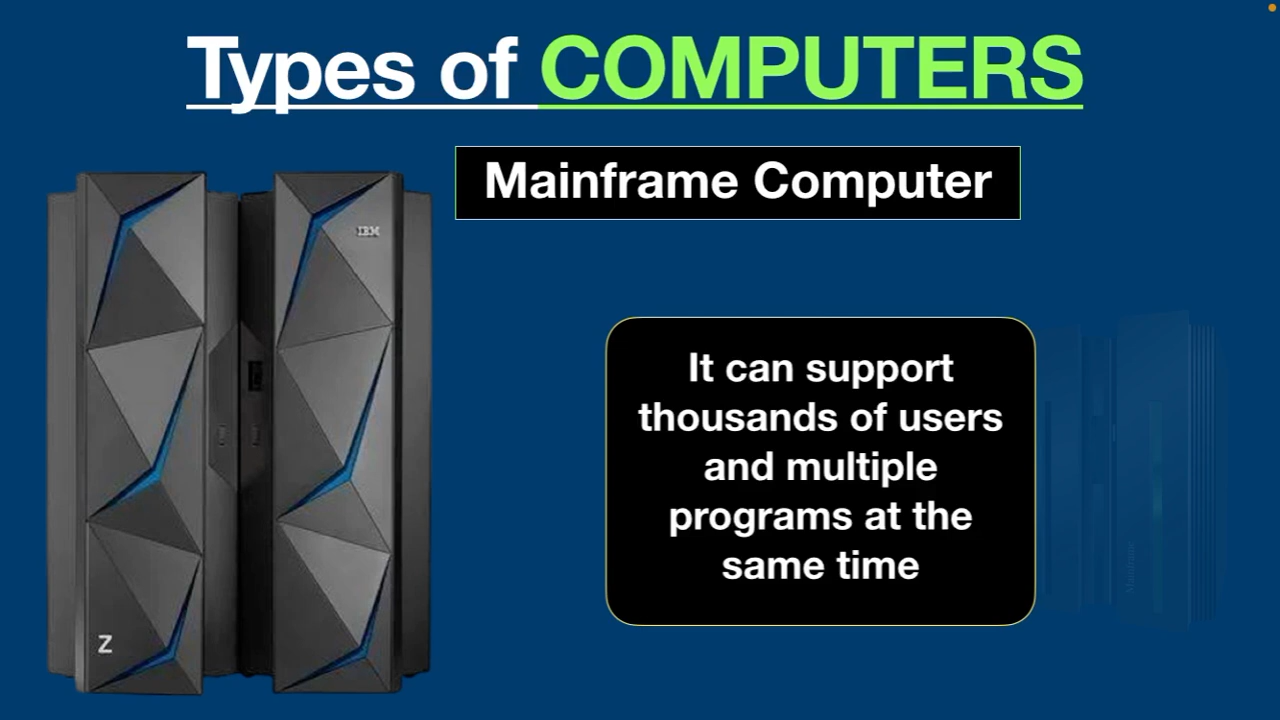 Types of COMPUTERS
Mainframe Computer
IBM
It can support
thousands of users
and multiple
programs at the
same time
Z